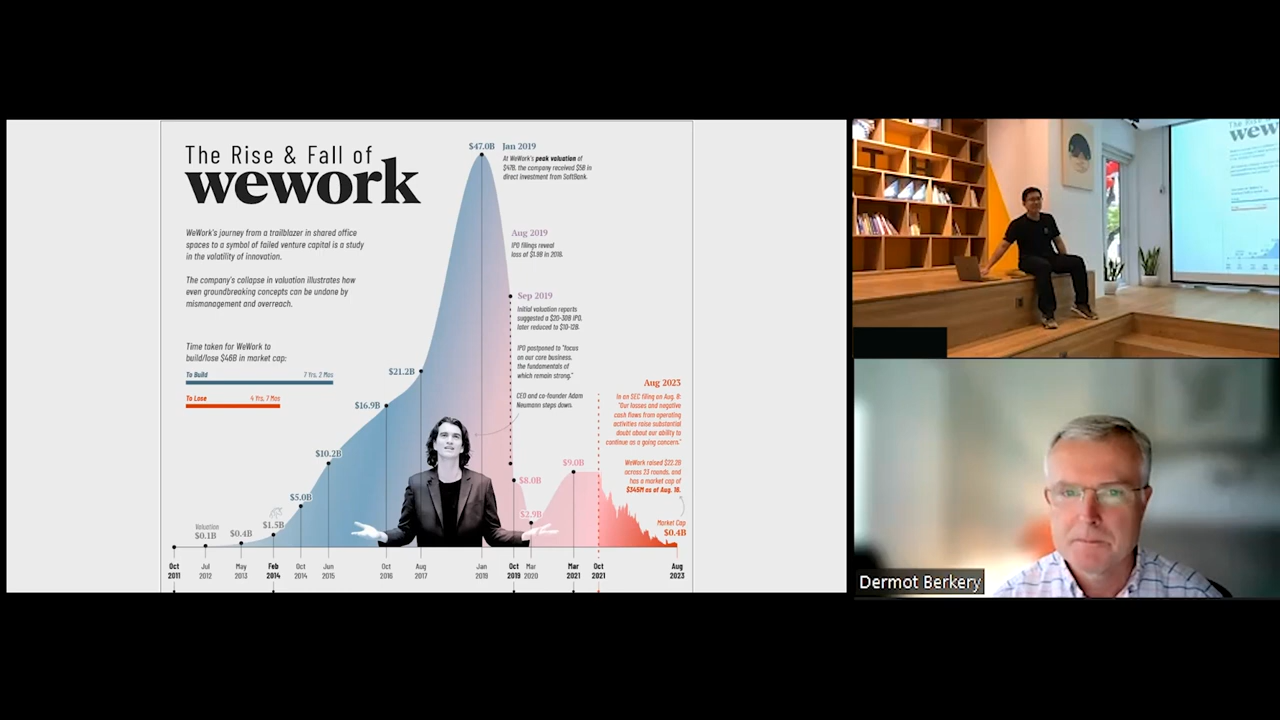 The Rise & Fall of
wework
WeWork's journey from a trailblazer in shared office
spaces to a symbol of failed venture capital is a study
in the volatility of innovation.
The company's collapse in valuation illustrates how
even groundbreaking concepts can be undone by
mismanagement and overreach.
Time taken for WeWork to
build/lose $46B in market cap:
To Build 7 Yrs, 2 Mos
To Lose 4 Yrs, 7 Mos
$47.0B Jan 2019
At WeWork's peak valuation of
$47B, the company received $5B in
direct investment from SoftBank.
Aug 2019
IPO filings reveal
loss of $1.9B in 2018.
Sep 2019
Initial valuation reports
suggested a $20-30B IPO,
later reduced to $10-12B.
IPO postponed to "focus
on our core business,
the fundamentals of
which remain strong."
CEO and co-founder Adam
Neumann steps down.
Aug 2023
In an SEC filing on Aug. 8:
"Our losses and negative
cash flows from operating
activities raise substantial
doubt about our ability to
continue as a going concern."
WeWork raised $22.2B
across 23 rounds, and
has a market cap of
$345M as of Aug. 18.
Market Cap
$0.4B
Valuation
$0.1B
$0.4B
$1.5B
$5.0B
$10.2B
$16.9B
$21.2B
$8.0B
$2.9B
$9.0B
Oct 2011
Jul 2012
May 2013
Feb 2014
Oct 2014
Jun 2015
Oct 2016
Aug 2017
Jan 2019
Oct 2019
Mar 2020
Mar 2021
Oct 2021
Aug 2023
wew
Dermot Berkery